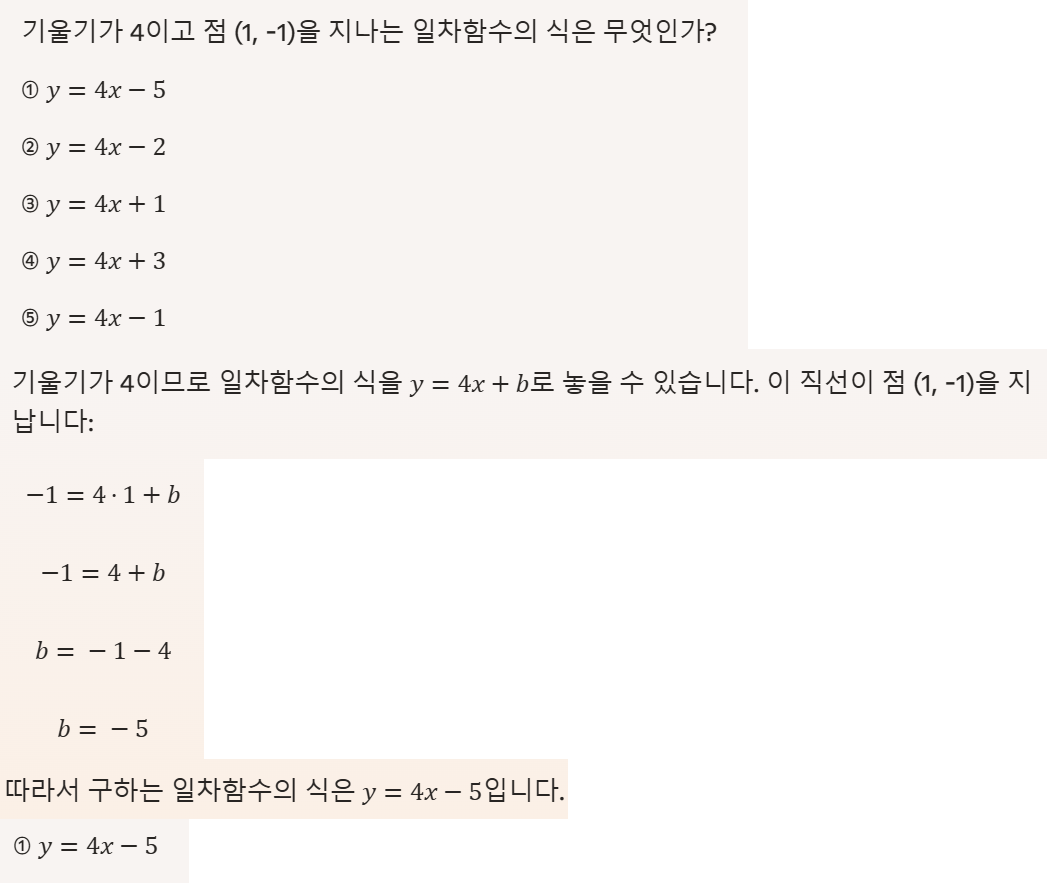 기울기가 4이고 점 (1, -1)을 지나는 일차함수의 식은 무엇인가?
① y = 4x − 5
② y = 4x − 2
③ y = 4x + 1
④ y = 4x + 3
⑤ y = 4x − 1
기울기가 4이므로 일차함수의 식을 y = 4x + b로 놓을 수 있습니다. 이 직선이 점 (1, -1)을 지
납니다:
−1 = 4 · 1 + b
−1 = 4 + b
b = − 1 − 4
b = − 5
따라서 구하는 일차함수의 식은 y = 4x − 5입니다.
① y = 4x − 5